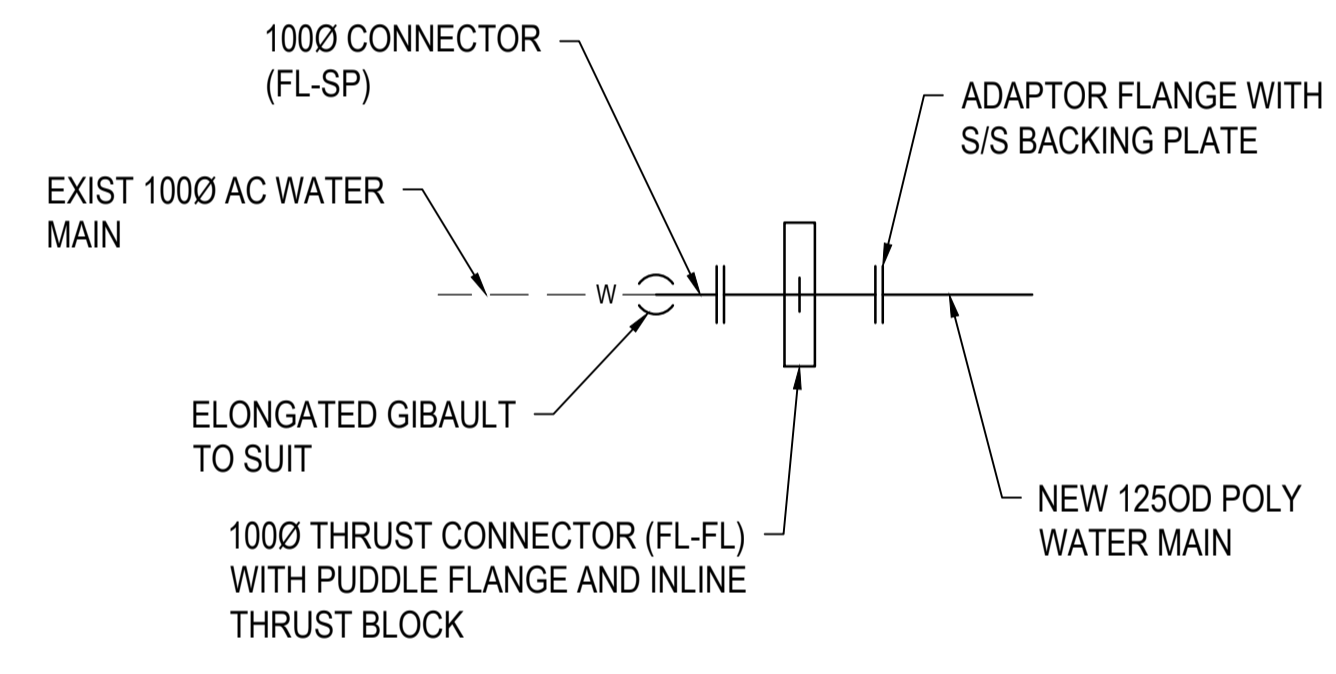 100Ø CONNECTOR
(FL-SP)
ADAPTOR FLANGE WITH
S/S BACKING PLATE
EXIST 100Ø AC WATER
MAIN
W
ELONGATED GIBAULT
TO SUIT
NEW 125OD POLY
WATER MAIN
100Ø THRUST CONNECTOR (FL-FL)
WITH PUDDLE FLANGE AND INLINE
THRUST BLOCK